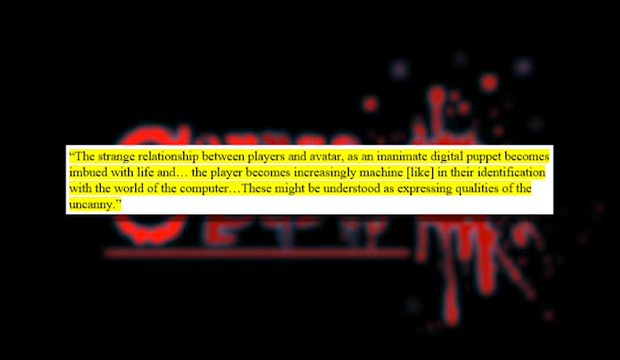 “The strange relationship between players and avatar, as an inanimate digital puppet becomes
imbued with life and… the player becomes increasingly machine [like] in their identification
with the world of the computer…These might be understood as expressing qualities of the
uncanny.”